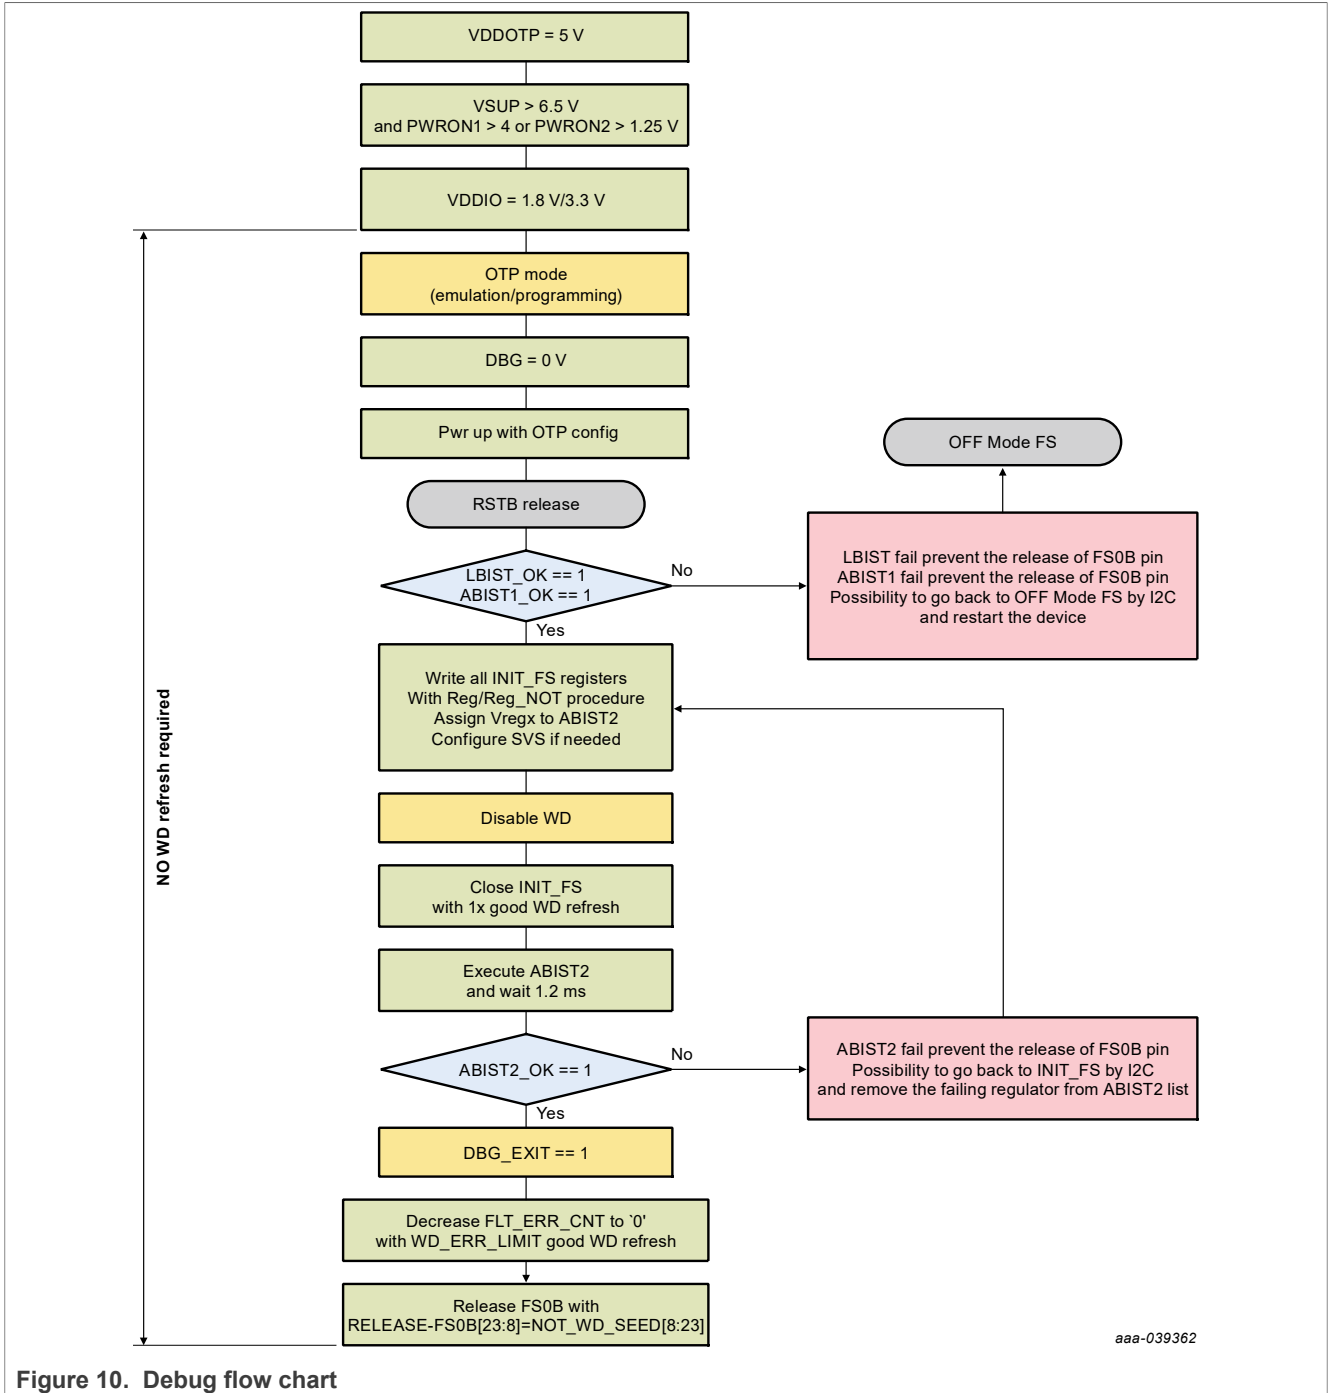 VDDOTP = 5 V
VSUP > 6.5 V
and PWRON1 > 4 or PWRON2 > 1.25 V
VDDIO = 1.8 V/3.3 V
OTP mode
(emulation/programming)
DBG = 0 V
Pwr up with OTP config
OFF Mode FS
RSTB release
LBIST_OK == 1
ABIST1_OK == 1
No
Yes
LBIST fail prevent the release of FS0B pin
ABIST1 fail prevent the release of FS0B pin
Possibility to go back to OFF Mode FS by I2C
and restart the device
Write all INIT_FS registers
With Reg/Reg_NOT procedure
Assign Vregx to ABIST2
Configure SVS if needed
NO WD refresh required
Disable WD
Close INIT_FS
with 1x good WD refresh
Execute ABIST2
and wait 1.2 ms
ABIST2_OK == 1
No
Yes
ABIST2 fail prevent the release of FS0B pin
Possibility to go back to INIT_FS by I2C
and remove the failing regulator from ABIST2 list
DBG_EXIT == 1
Decrease FLT_ERR_CNT to `0'
with WD_ERR_LIMIT good WD refresh
Release FS0B with
RELEASE-FS0B[23:8]=NOT_WD_SEED[8:23]
aaa-039362
Figure 10. Debug flow chart